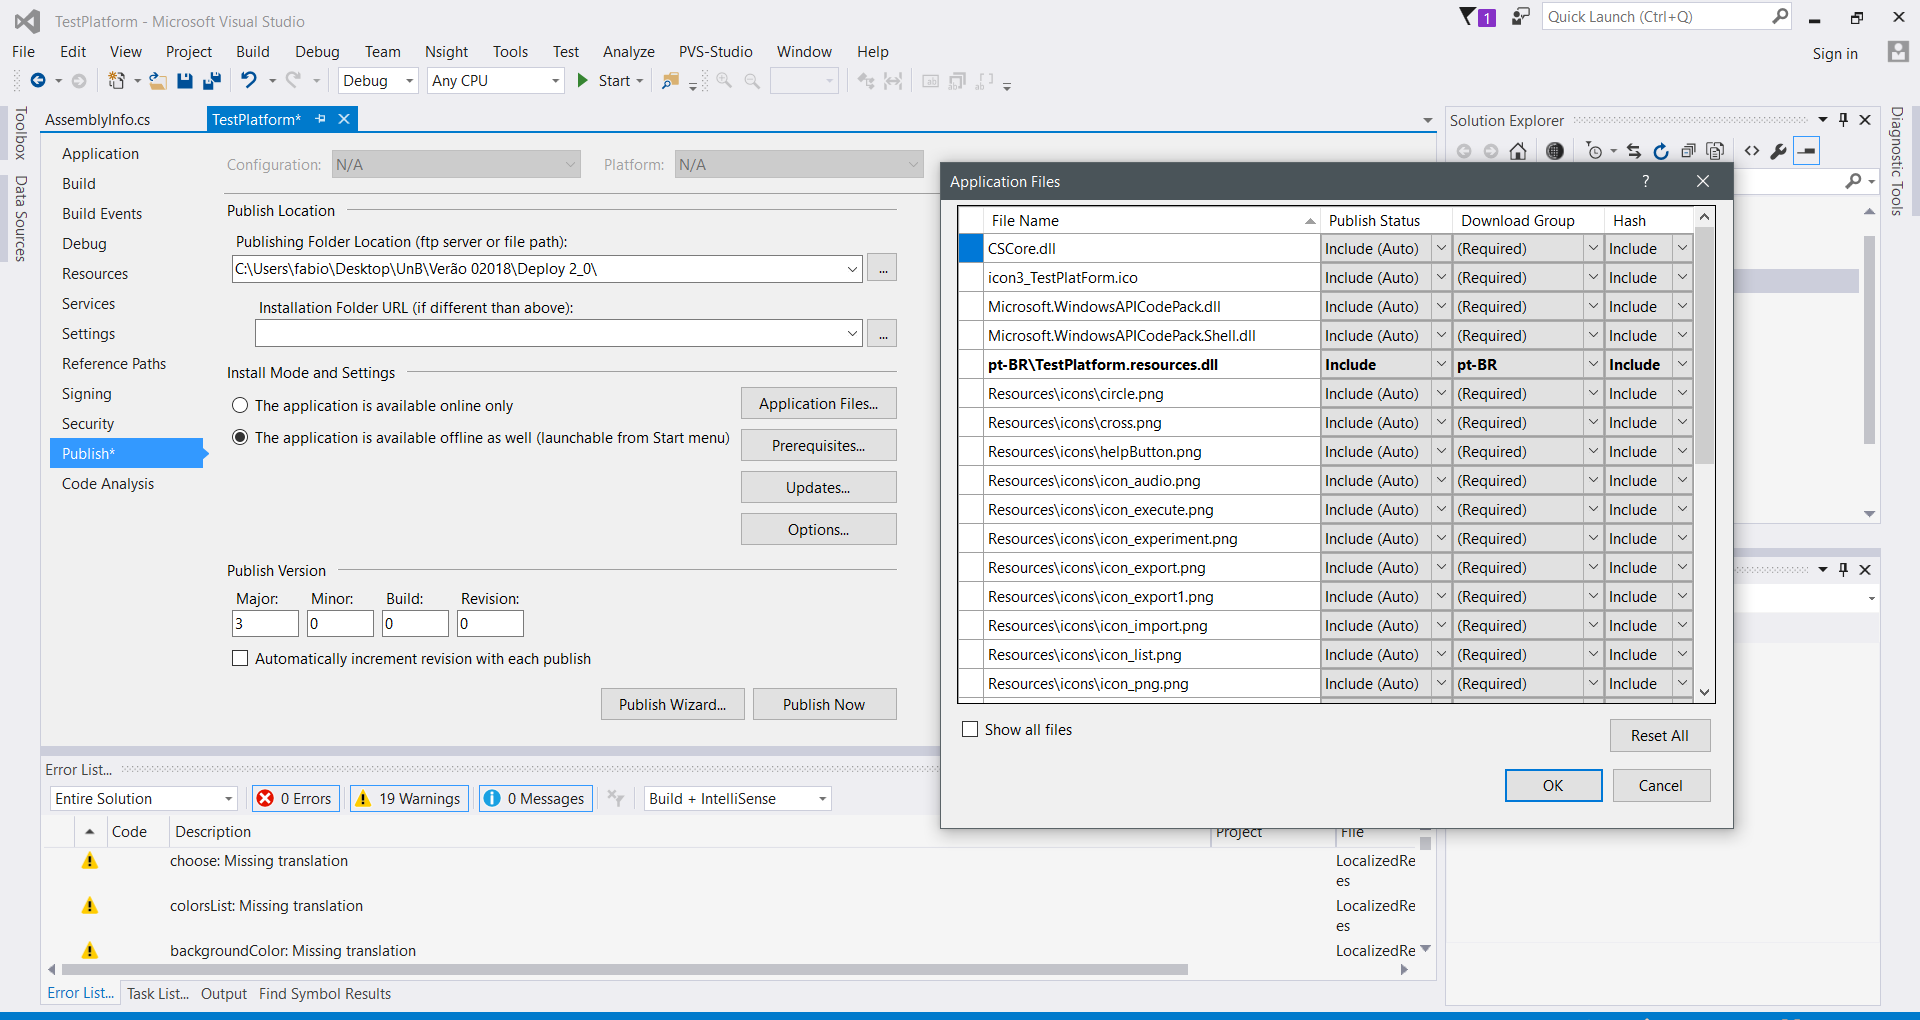 TestPlatform - Microsoft Visual Studio
1
Quick Launch (Ctrl+Q)
File Edit View Project Build Debug Team Nsight Tools Test Analyze PVS-Studio Window Help
Sign in
Debug Any CPU Start
Toolbox
Data Sources
AssemblyInfo.cs TestPlatform*
Application
Build
Build Events
Debug
Resources
Services
Settings
Reference Paths
Signing
Security
Publish*
Code Analysis
Configuration: N/A Platform: N/A
Publish Location
Publishing Folder Location (ftp server or file path):
C:\Users\fabio\Desktop\UnB\Verão 02018\Deploy 2_0\ ...
Installation Folder URL (if different than above):
...
Install Mode and Settings
The application is available online only
The application is available offline as well (launchable from Start menu)
Application Files...
Prerequisites...
Updates...
Options...
Publish Version
Major: Minor: Build: Revision:
3 0 0 0
Automatically increment revision with each publish
Publish Wizard... Publish Now
Solution Explorer
Diagnostic Tools
Application Files ?
File Name Publish Status Download Group Hash
CSCore.dll Include (Auto) (Required) Include
icon3_TestPlatForm.ico Include (Auto) (Required) Include
Microsoft.WindowsAPICodePack.dll Include (Auto) (Required) Include
Microsoft.WindowsAPICodePack.Shell.dll Include (Auto) (Required) Include
pt-BR\TestPlatform.resources.dll Include pt-BR Include
Resources\icons\circle.png Include (Auto) (Required) Include
Resources\icons\cross.png Include (Auto) (Required) Include
Resources\icons\helpButton.png Include (Auto) (Required) Include
Resources\icons\icon_audio.png Include (Auto) (Required) Include
Resources\icons\icon_execute.png Include (Auto) (Required) Include
Resources\icons\icon_experiment.png Include (Auto) (Required) Include
Resources\icons\icon_export.png Include (Auto) (Required) Include
Resources\icons\icon_export1.png Include (Auto) (Required) Include
Resources\icons\icon_import.png Include (Auto) (Required) Include
Resources\icons\icon_list.png Include (Auto) (Required) Include
Resources\icons\icon_png.png Include (Auto) (Required) Include
Show all files
Reset All
OK Cancel
Error List...
Entire Solution 0 Errors 19 Warnings 0 Messages Build + IntelliSense
Code Description Project File
choose: Missing translation LocalizedRe
es
colorsList: Missing translation LocalizedRe
es
backgroundColor: Missing translation LocalizedRe
Error List... Task List... Output Find Symbol Results